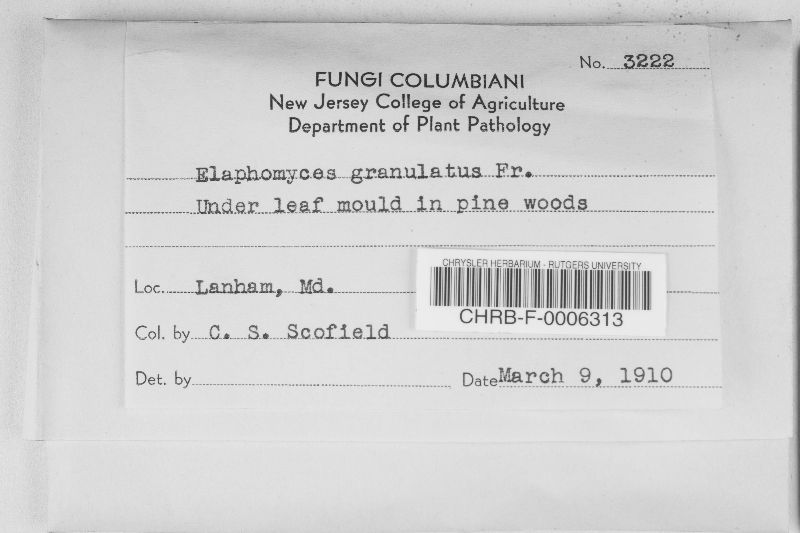 No. 3222
FUNGI COLUMBIANI
New Jersey College of Agriculture
Department of Plant Pathology
Elaphomyces granulatus Fr.
Under leaf mould in pine woods
CHRYSLER HERBARIUM - RUTGERS UNIVERSITY
Loc. Lanham, Md.
CHRB-F-0006313
Col. by C. S. Scofield
Det. by
Date March 9, 1910